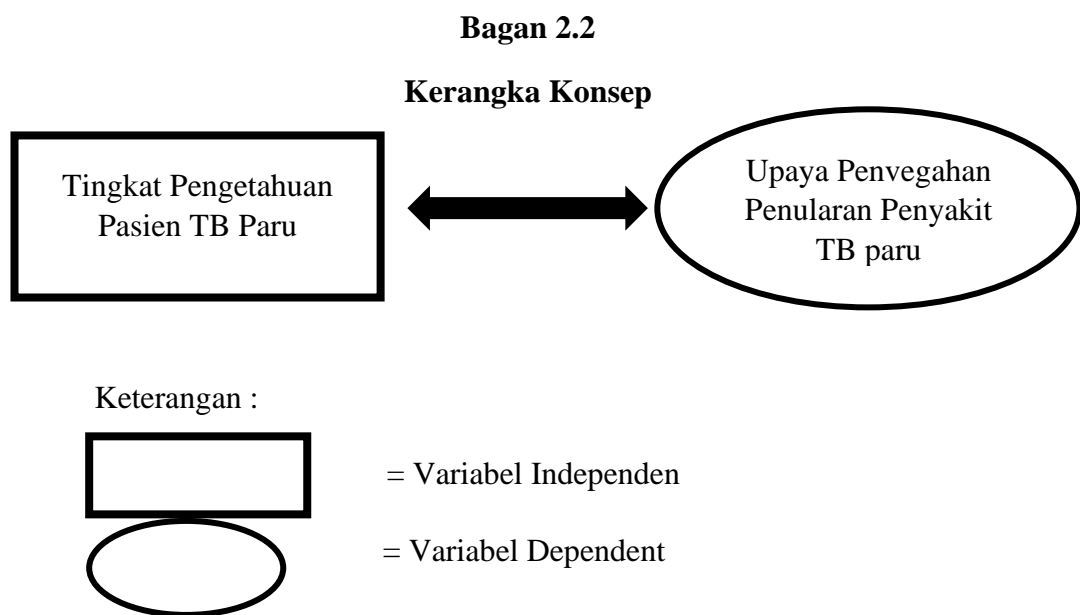 Bagan 2.2
Kerangka Konsep
Tingkat Pengetahuan
Pasien TB Paru
Upaya Penvegahan
Penularan Penyakit
TB paru
Keterangan :
= Variabel Independen
= Variabel Dependent